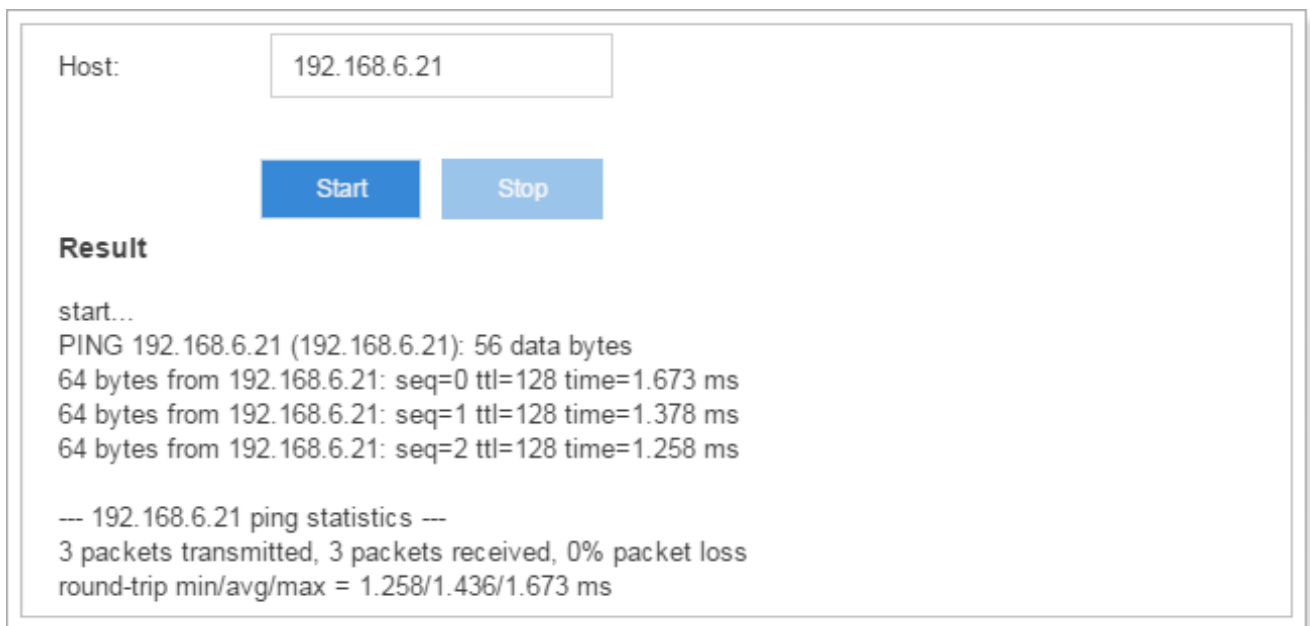 Host: 192.168.6.21
Start Stop
Result
start...
PING 192.168.6.21 (192.168.6.21): 56 data bytes
64 bytes from 192.168.6.21: seq=0 ttl=128 time=1.673 ms
64 bytes from 192.168.6.21: seq=1 ttl=128 time=1.378 ms
64 bytes from 192.168.6.21: seq=2 ttl=128 time=1.258 ms
--- 192.168.6.21 ping statistics ---
3 packets transmitted, 3 packets received, 0% packet loss
round-trip min/avg/max = 1.258/1.436/1.673 ms